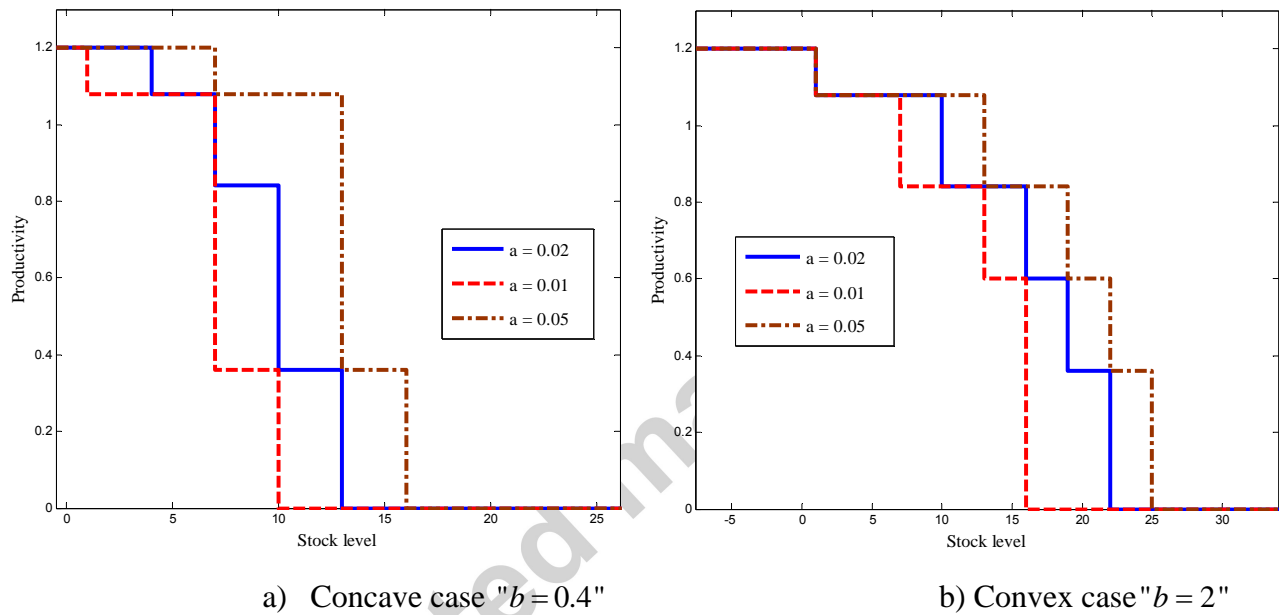 1.2
1
0.8
0.6
0.4
0.2
0
Productivity
0 5 10 15 20 25
Stock level
a = 0.02
a = 0.01
a = 0.05
a) Concave case "b = 0.4"
1.2
1
0.8
0.6
0.4
0.2
0
Productivity
-5 0 5 10 15 20 25 30
Stock level
a = 0.02
a = 0.01
a = 0.05
b) Convex case "b = 2"